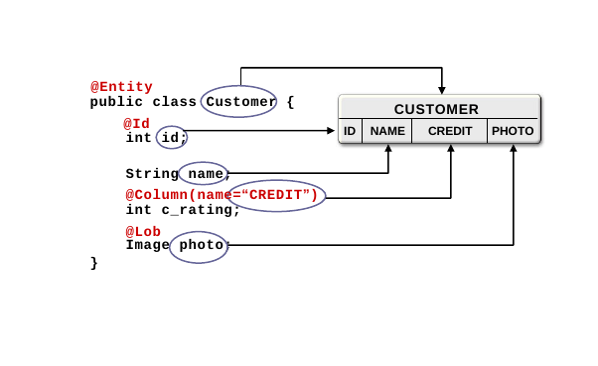 @Entity
public class Customer {
@Id
int id;
String name;
@Column(name=“CREDIT”)
int c_rating;
@Lob
Image photo;
}
CUSTOMER
ID NAME CREDIT PHOTO